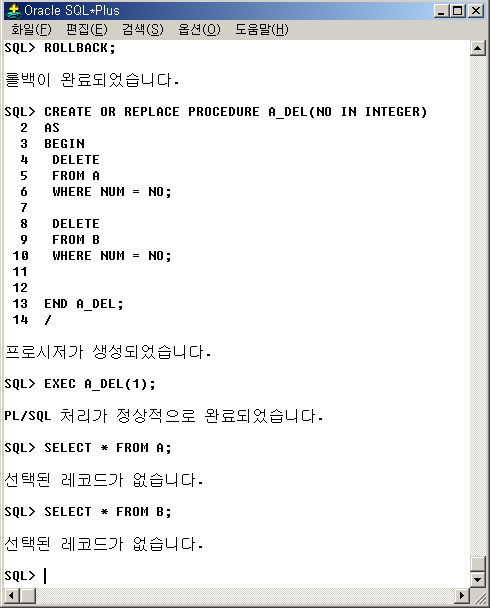 Oracle SQL*Plus
화일(F) 편집(E) 검색(S) 옵션(O) 도움말(H)
SQL> ROLLBACK;
롤백이 완료되었습니다.
SQL> CREATE OR REPLACE PROCEDURE A_DEL(NO IN INTEGER)
2 AS
3 BEGIN
4 DELETE
5 FROM A
6 WHERE NUM = NO;
7
8 DELETE
9 FROM B
10 WHERE NUM = NO;
11
12
13 END A_DEL;
14 /
프로시저가 생성되었습니다.
SQL> EXEC A_DEL(1);
PL/SQL 처리가 정상적으로 완료되었습니다.
SQL> SELECT * FROM A;
선택된 레코드가 없습니다.
SQL> SELECT * FROM B;
선택된 레코드가 없습니다.
SQL>